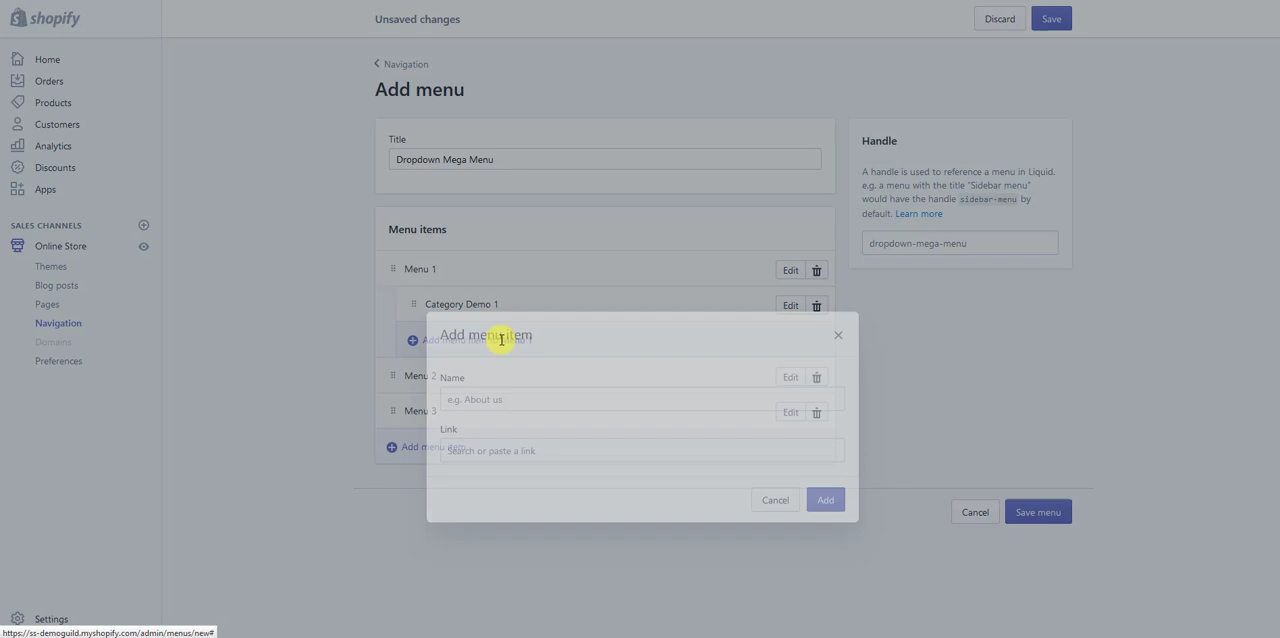 shopify
Unsaved changes
Discard
Save
Home
Orders
Products
Customers
Analytics
Discounts
Apps
SALES CHANNELS
Online Store
Themes
Blog posts
Pages
Navigation
Domains
Preferences
Settings
https://ss-demoguild.myshopify.com/admin/menus/new#
Navigation
Add menu
Title
Dropdown Mega Menu
Menu items
Menu 1
Edit
Category Demo 1
Edit
Add menu item to Menu 1
Menu 2
Edit
Menu 3
Edit
Add menu item
Add menu item
Name
e.g. About us
Link
Search or paste a link
Cancel
Add
Handle
A handle is used to reference a menu in Liquid.
e.g. a menu with the title "Sidebar menu"
would have the handle sidebar-menu by
default. Learn more
dropdown-mega-menu
Cancel
Save menu